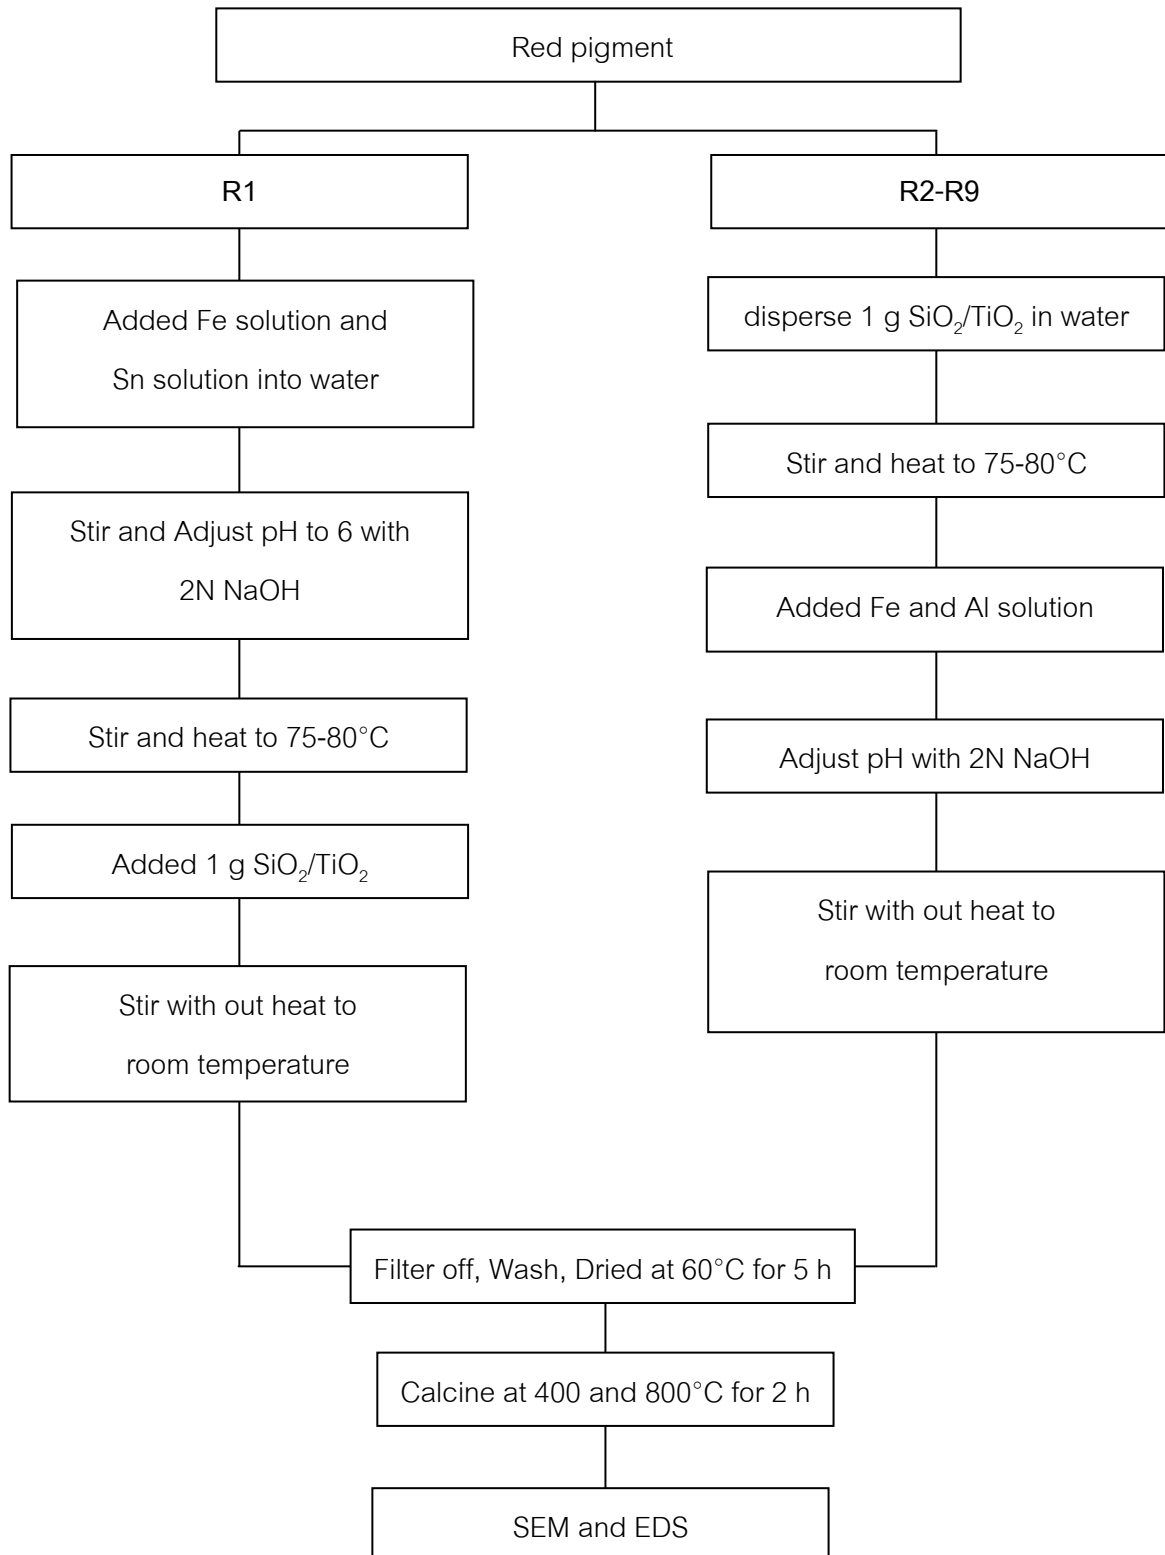 Red pigment
R1
Added Fe solution and
Sn solution into water
Stir and Adjust pH to 6 with
2N NaOH
Stir and heat to 75-80°C
Added 1 g SiO₂/TiO₂
Stir with out heat to
room temperature
R2-R9
disperse 1 g SiO₂/TiO₂ in water
Stir and heat to 75-80°C
Added Fe and Al solution
Adjust pH with 2N NaOH
Stir with out heat to
room temperature
Filter off, Wash, Dried at 60°C for 5 h
Calcine at 400 and 800°C for 2 h
SEM and EDS